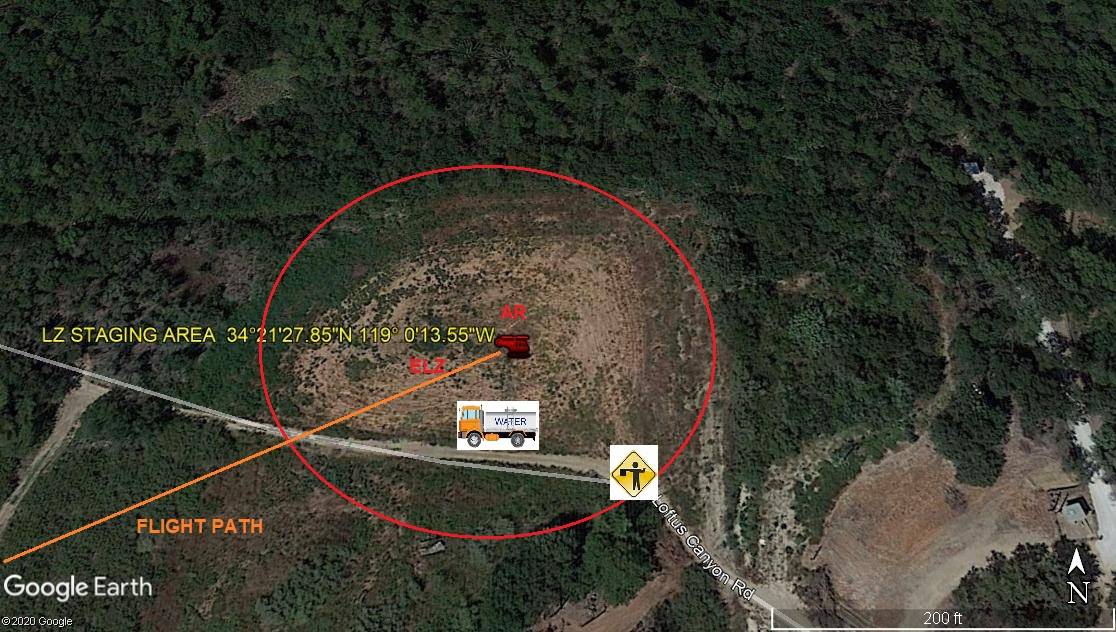 AR
LZ STAGING AREA 34°21'27.85"N 119° 0'13.55"W
ELZ
WATER
FLIGHT PATH
Loftus Canyon Rd
Google Earth
N
©2020 Google
200 ft